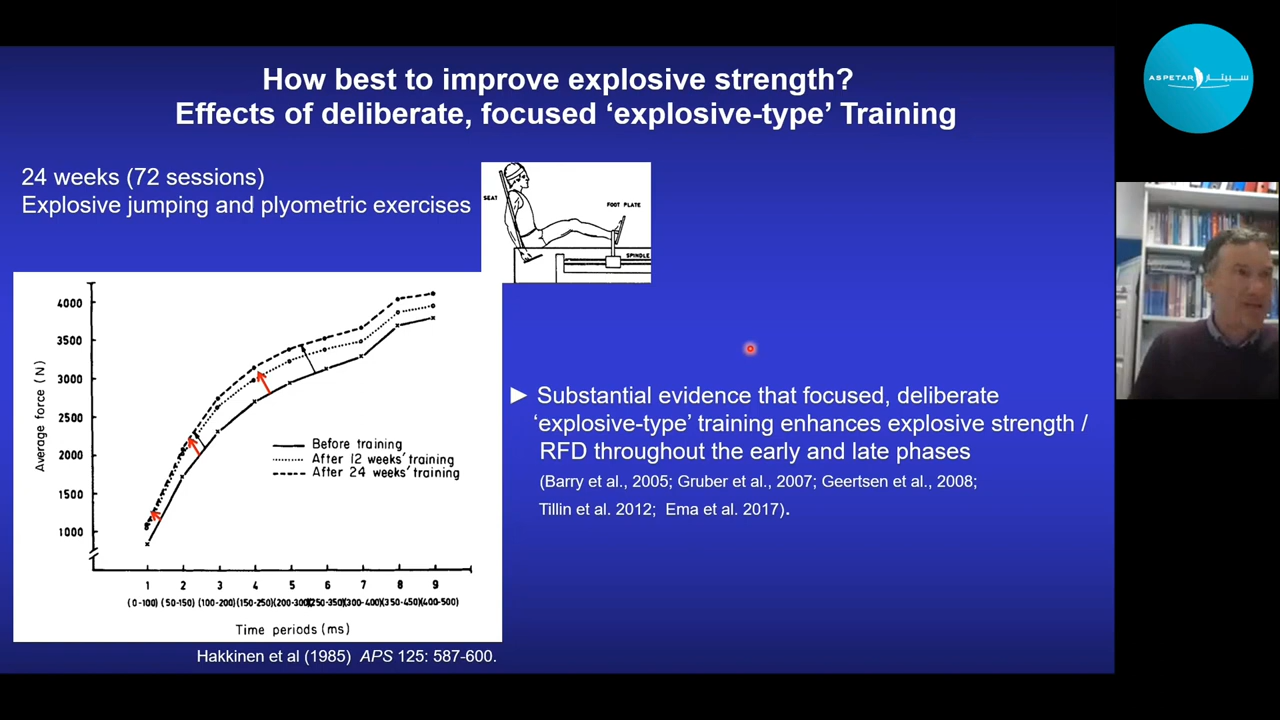 How best to improve explosive strength?
Effects of deliberate, focused ‘explosive-type’ Training
24 weeks (72 sessions)
Explosive jumping and plyometric exercises
SEAT
FOOT PLATE
SPINDLE
4000
3500
3000
2500
2000
1500
1000
Average force (N)
Before training
After 12 weeks' training
After 24 weeks' training
1 2 3 4 5 6 7 8 9
(0-100) (50-150) (100-200) (150-250) (200-300) (250-350) (300-400) (350-450) (400-500)
Time periods (ms)
Hakkinen et al (1985) APS 125: 587-600.
► Substantial evidence that focused, deliberate
‘explosive-type’ training enhances explosive strength /
RFD throughout the early and late phases
(Barry et al., 2005; Gruber et al., 2007; Geertsen et al., 2008;
Tillin et al. 2012; Ema et al. 2017).
ASPETAR سبيتار